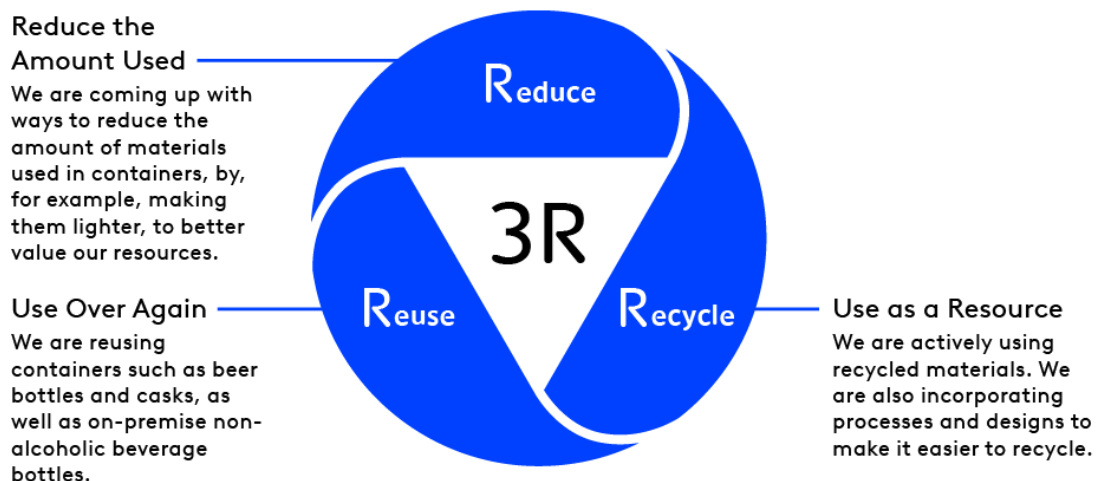 Reduce the
Amount Used
We are coming up with
ways to reduce the
amount of materials
used in containers, by,
for example, making
them lighter, to better
value our resources.
Reduce
3R
Reuse
Recycle
Use Over Again
We are reusing
containers such as beer
bottles and casks, as
well as on-premise non-
alcoholic beverage
bottles.
Use as a Resource
We are actively using
recycled materials. We
are also incorporating
processes and designs to
make it easier to recycle.